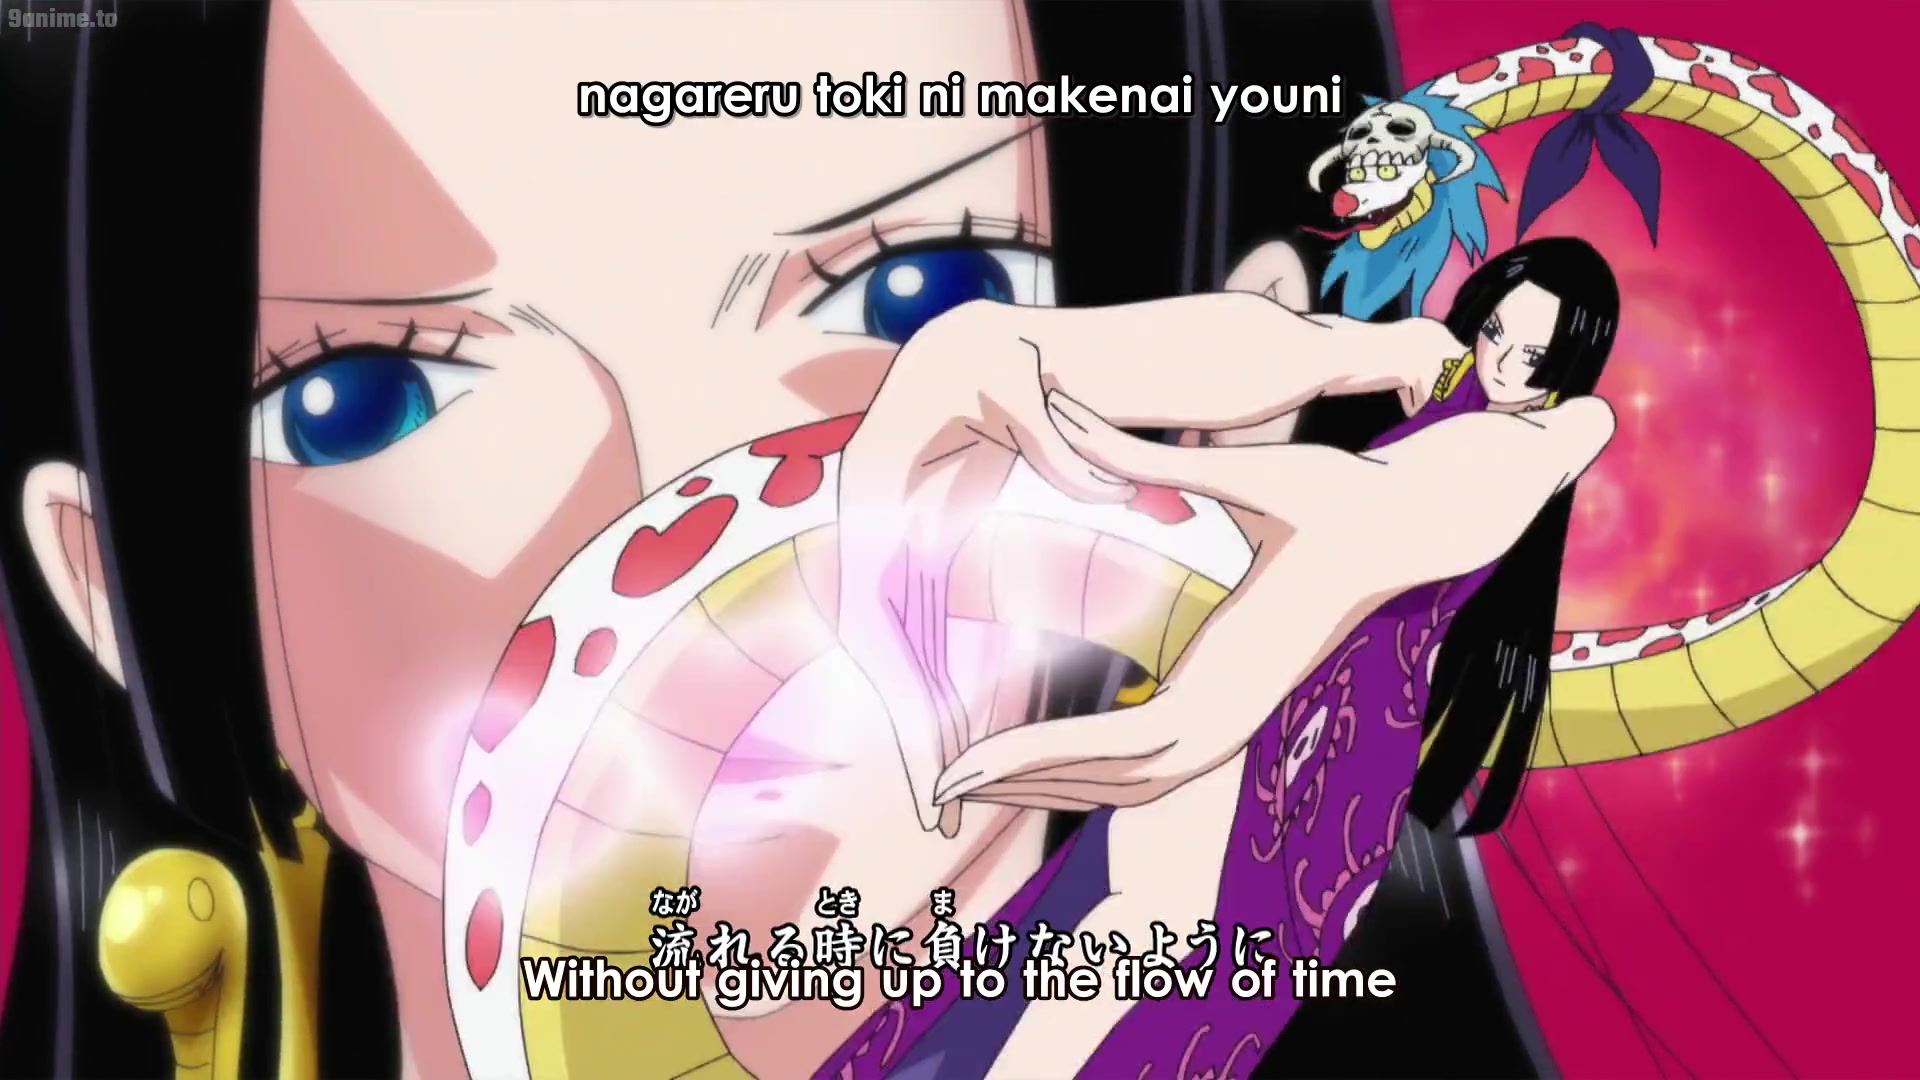 9anime.to
nagareru toki ni makenai youni
なが とき ま
流れる時に負けないように
Without giving up to the flow of time